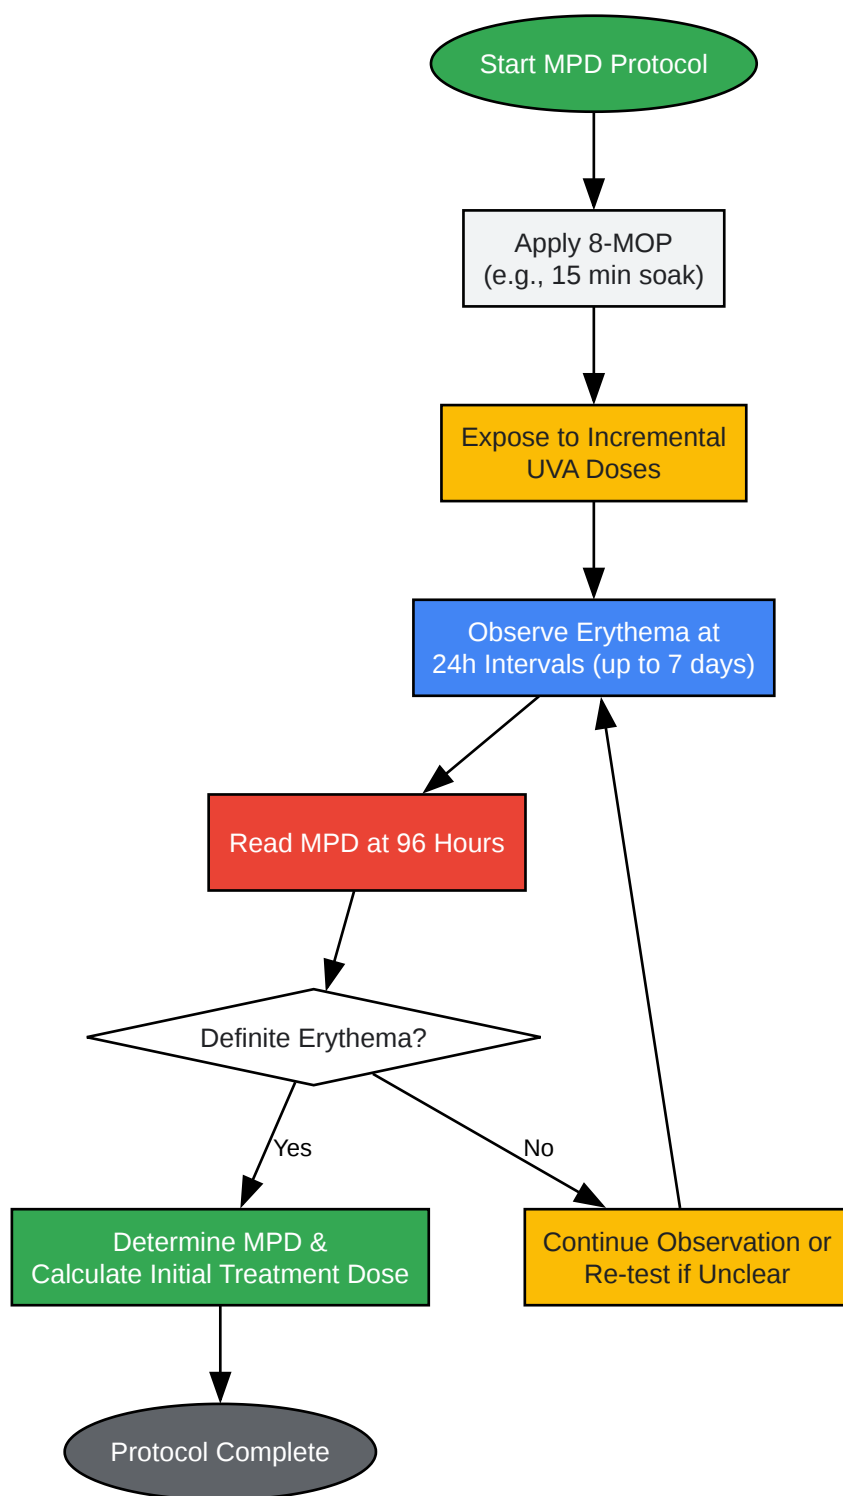 Start MPD Protocol
Apply 8-MOP
(e.g., 15 min soak)
Expose to Incremental
UVA Doses
Observe Erythema at
24h Intervals (up to 7 days)
Read MPD at 96 Hours
Definite Erythema?
Yes
No
Determine MPD &
Calculate Initial Treatment Dose
Continue Observation or
Re-test if Unclear
Protocol Complete